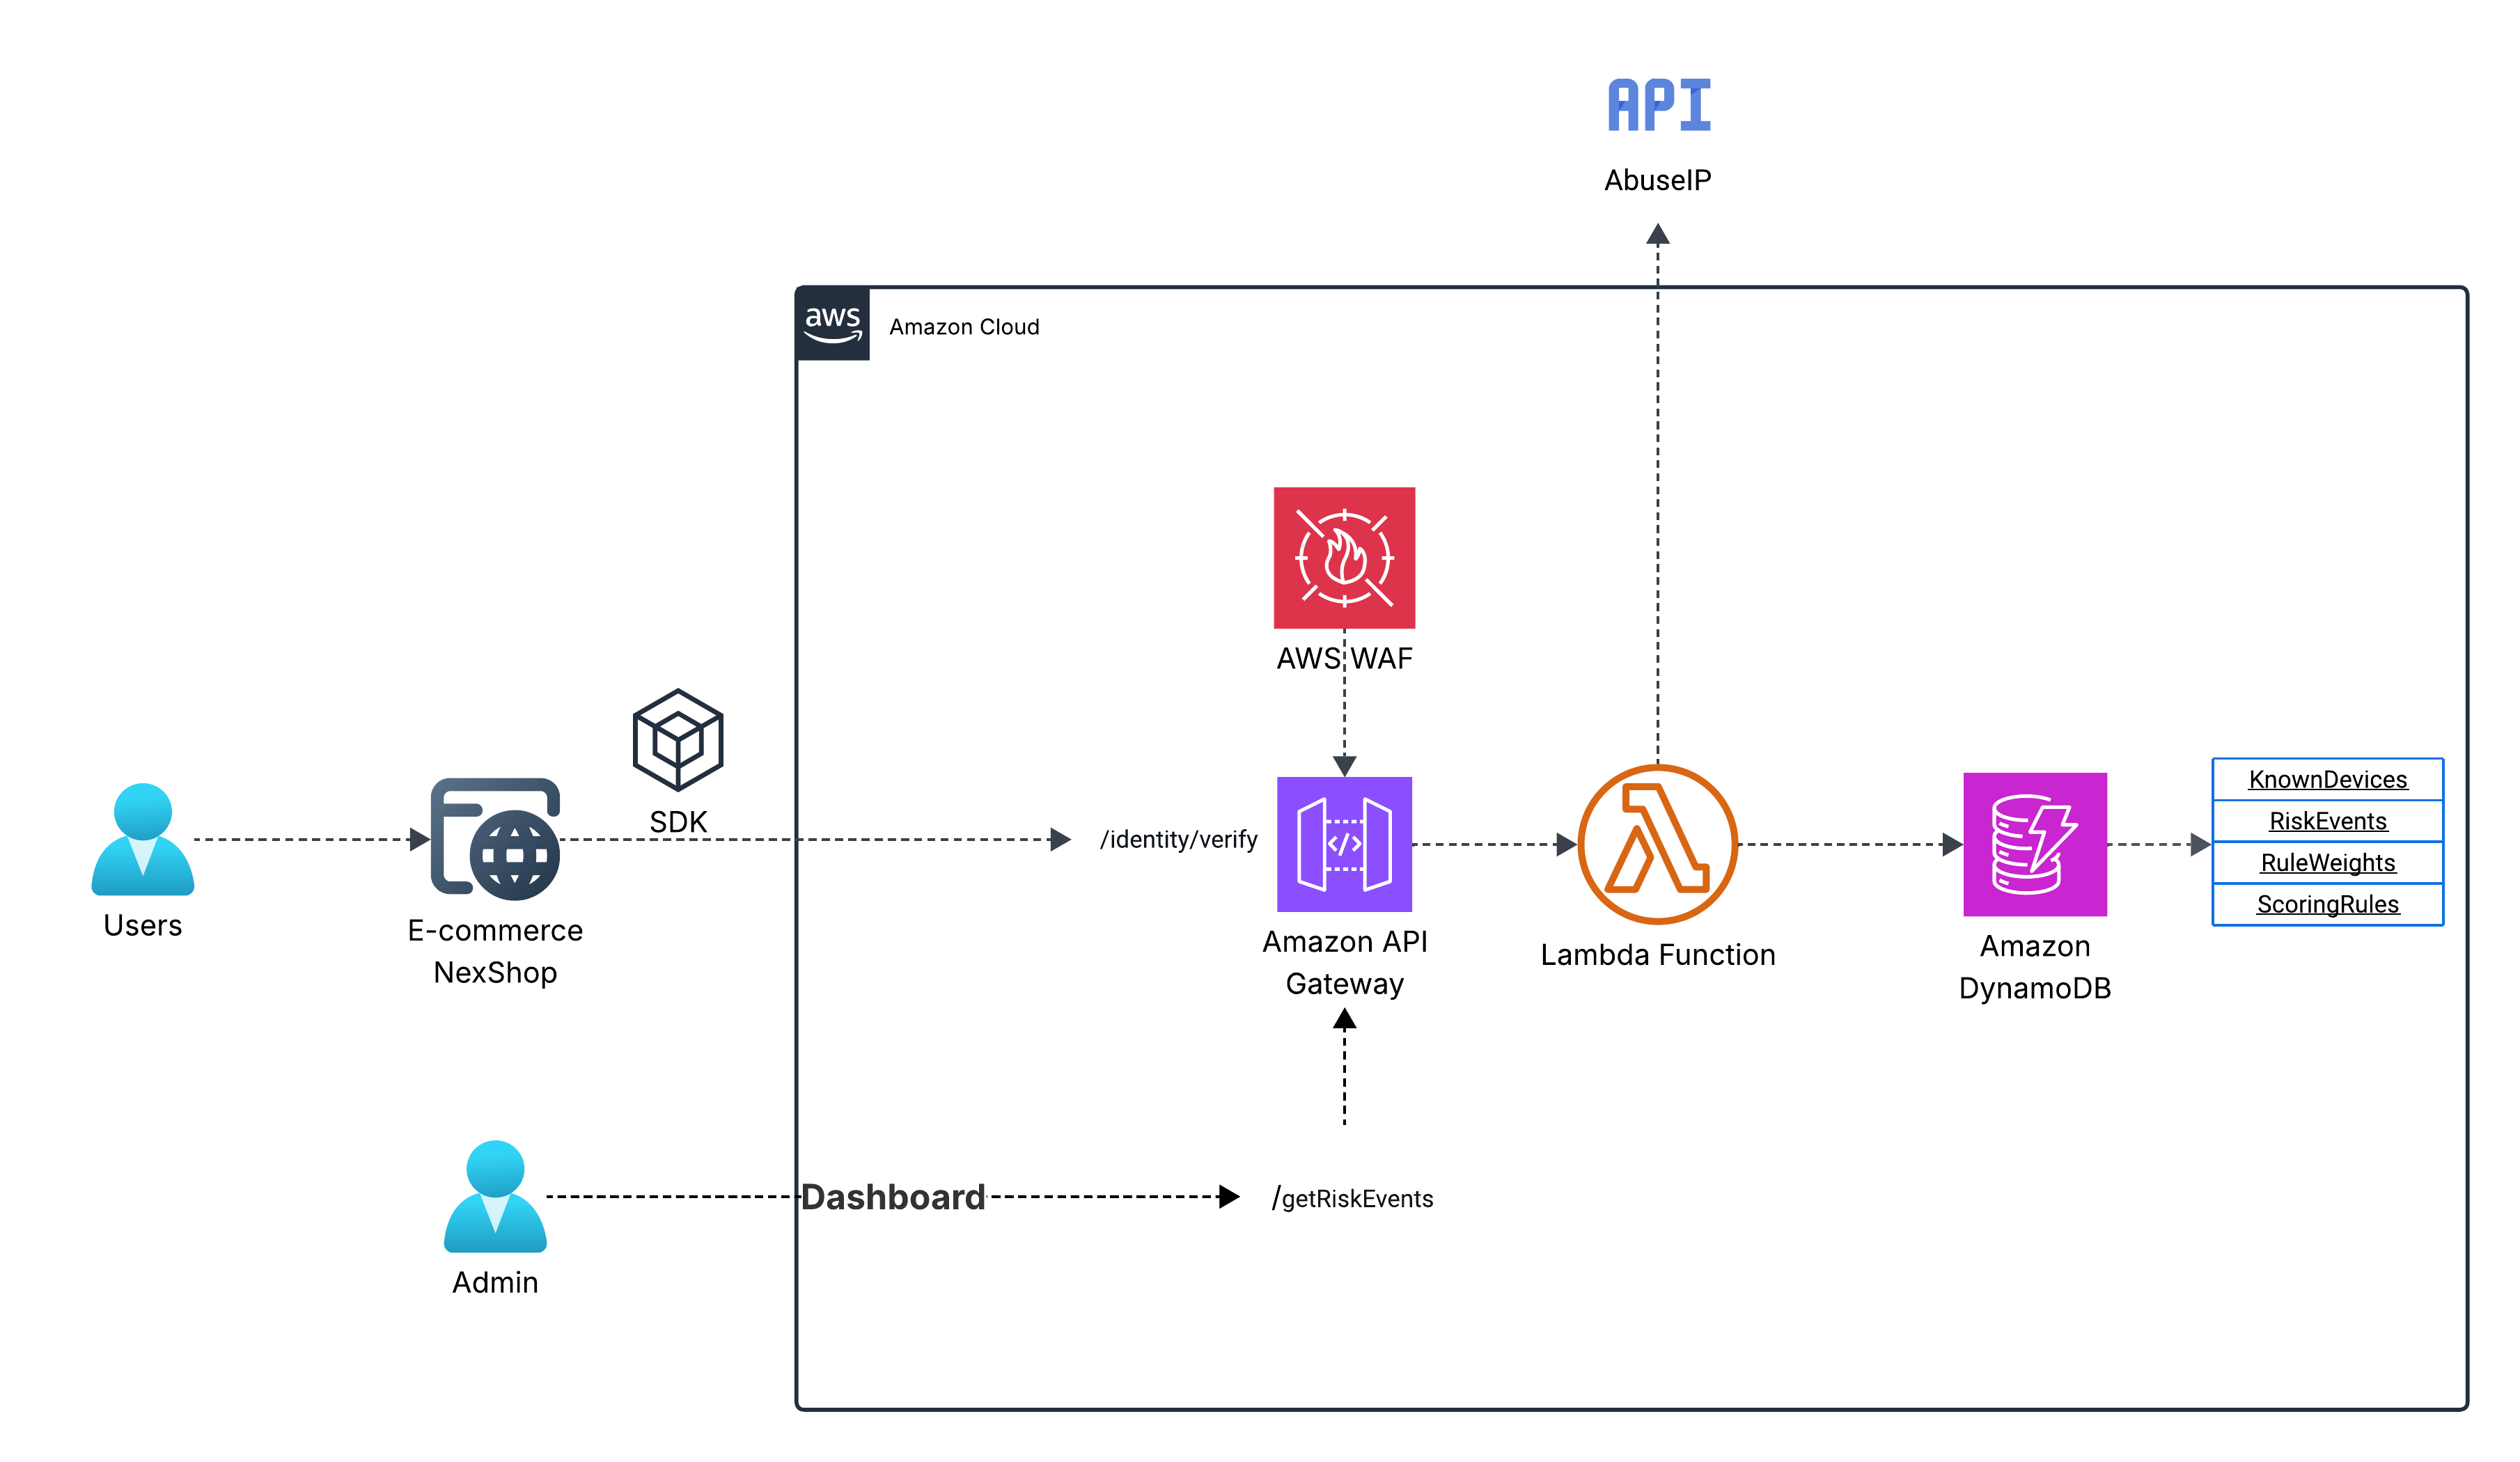 API
AbuseIP
aws
Amazon Cloud
AWS WAF
SDK
/identity/verify
Users
E-commerce
NexShop
Amazon API
Gateway
Lambda Function
Amazon
DynamoDB
KnownDevices
RiskEvents
RuleWeights
ScoringRules
Dashboard
/getRiskEvents
Admin